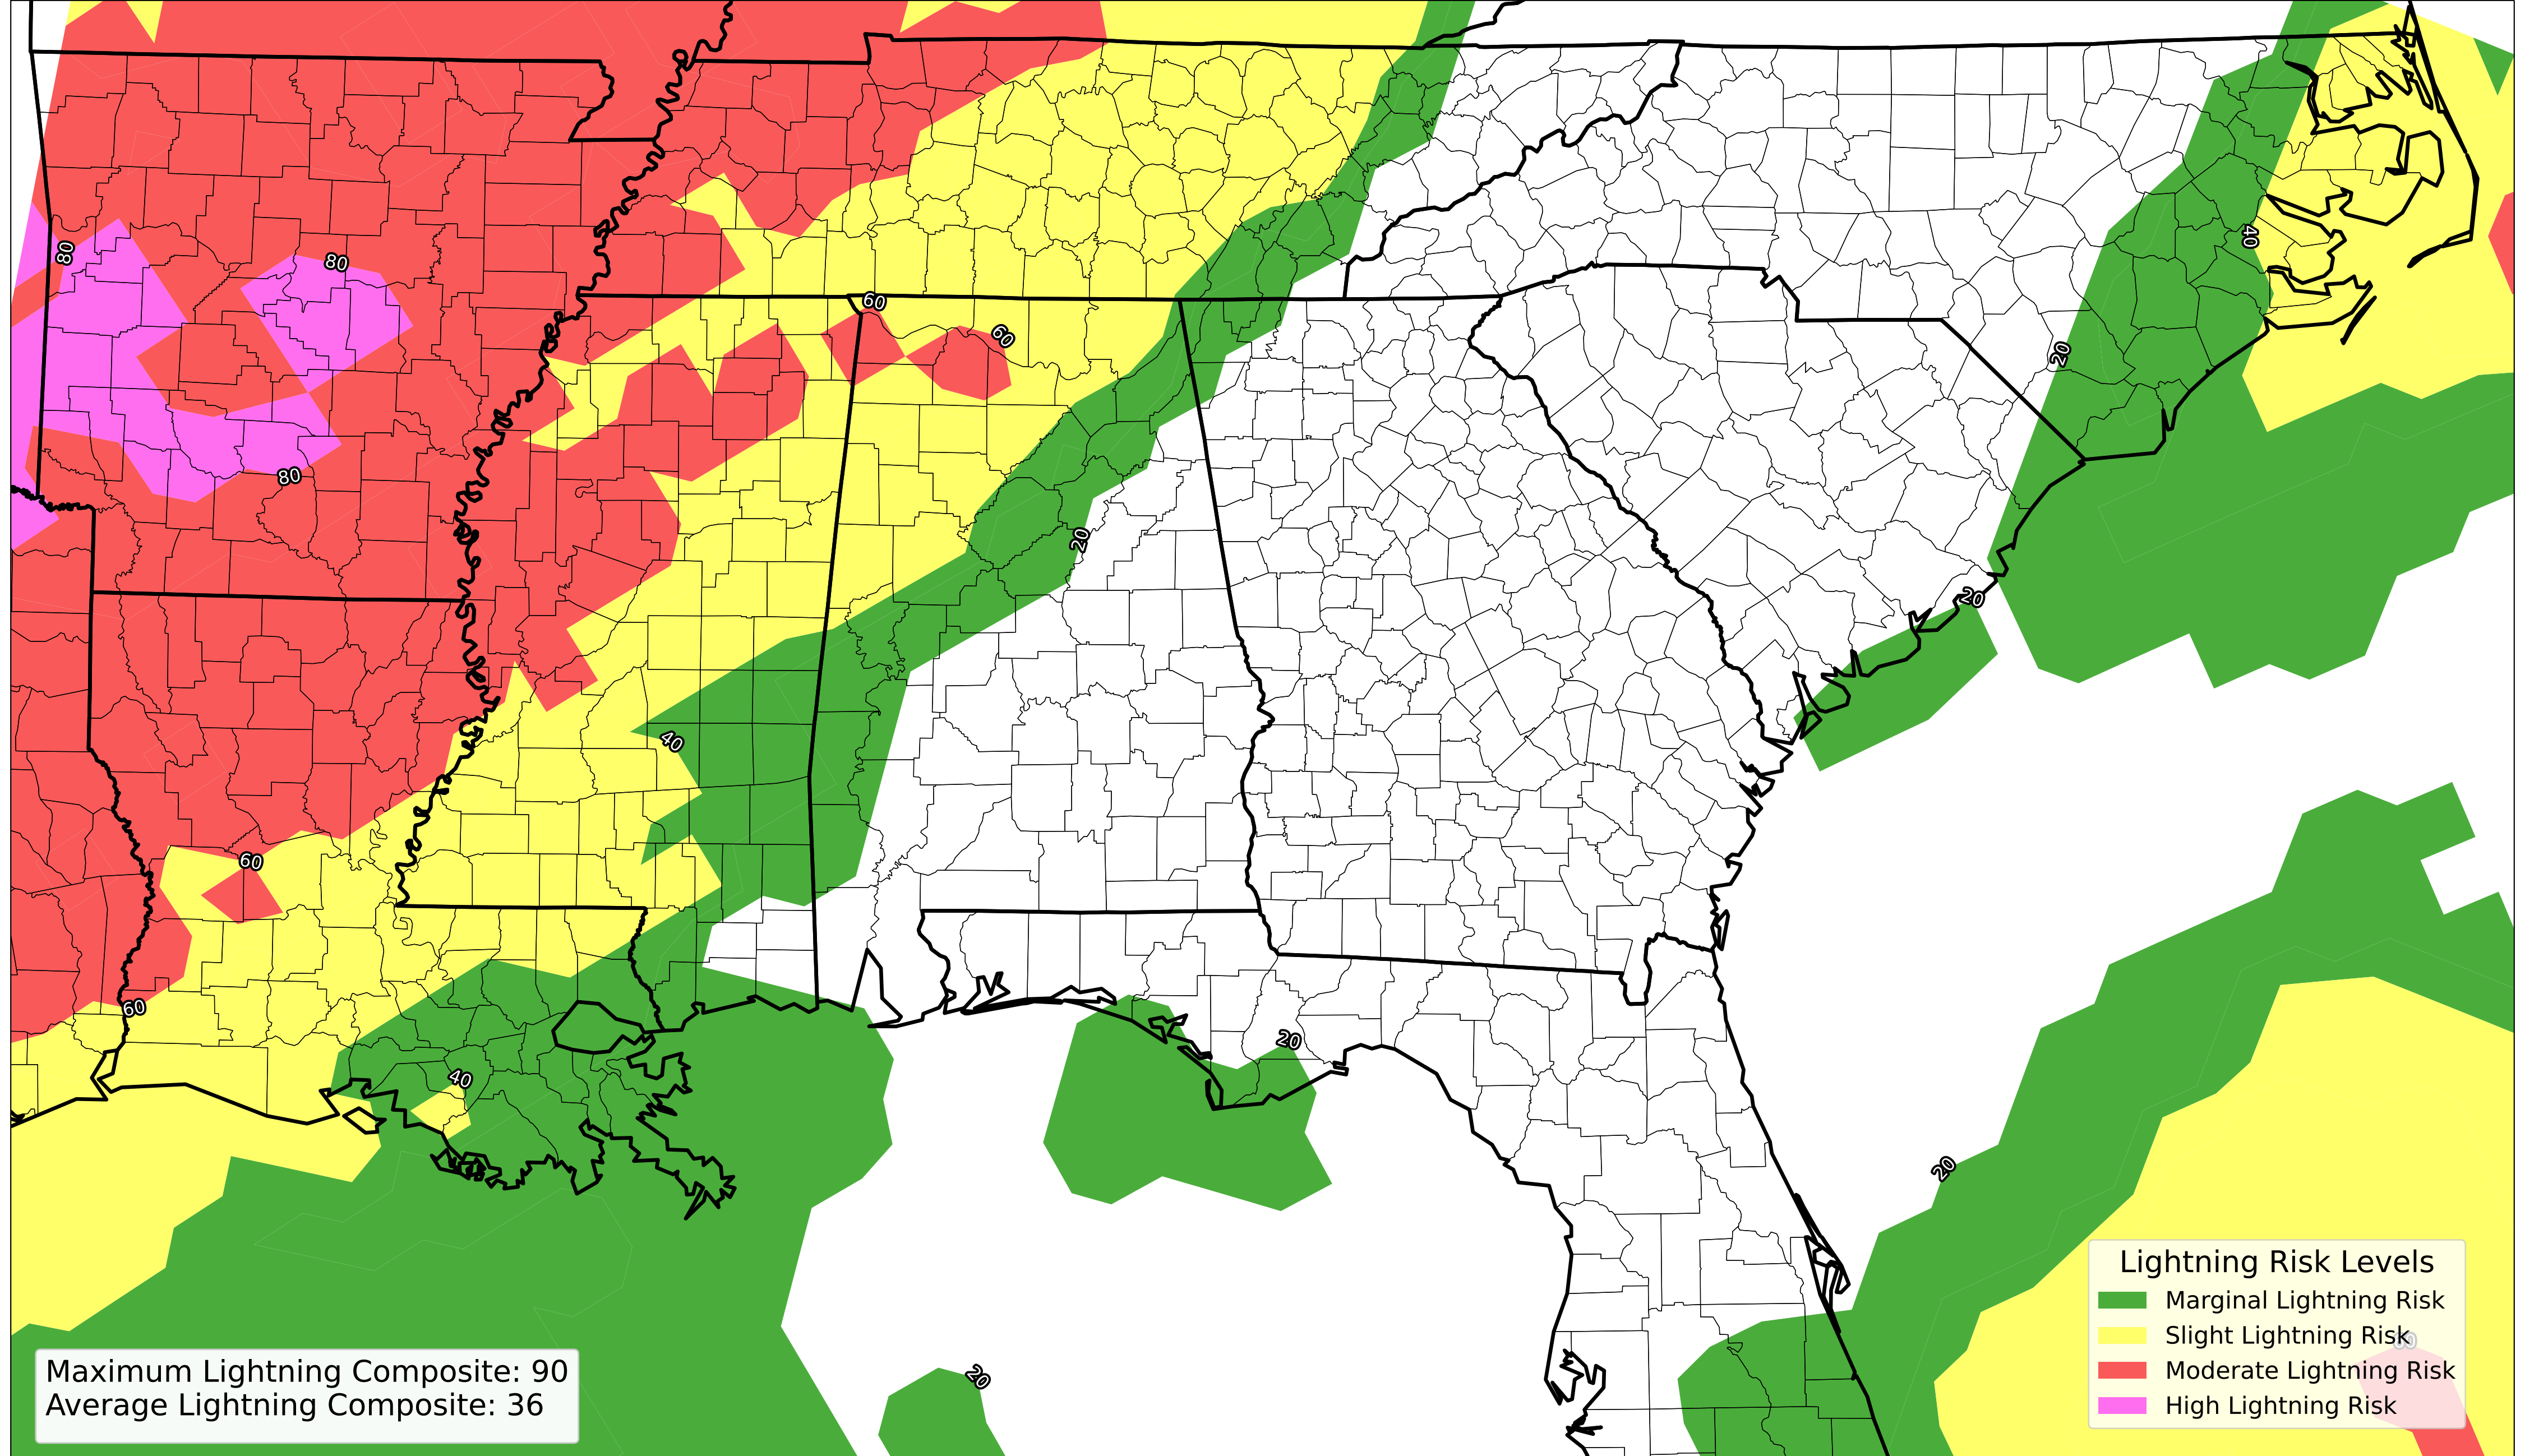 80
80
40
60
60
20
80
20
20
40
60
20
60
40
20
20
Lightning Risk Levels
Marginal Lightning Risk
Slight Lightning Risk
Moderate Lightning Risk
High Lightning Risk
Maximum Lightning Composite: 90
Average Lightning Composite: 36